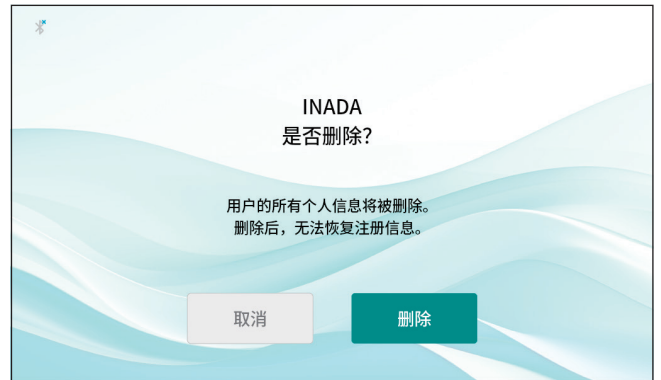 INADA
是否删除？
用户的所有个人信息将被删除。
删除后，无法恢复注册信息。
取消
删除